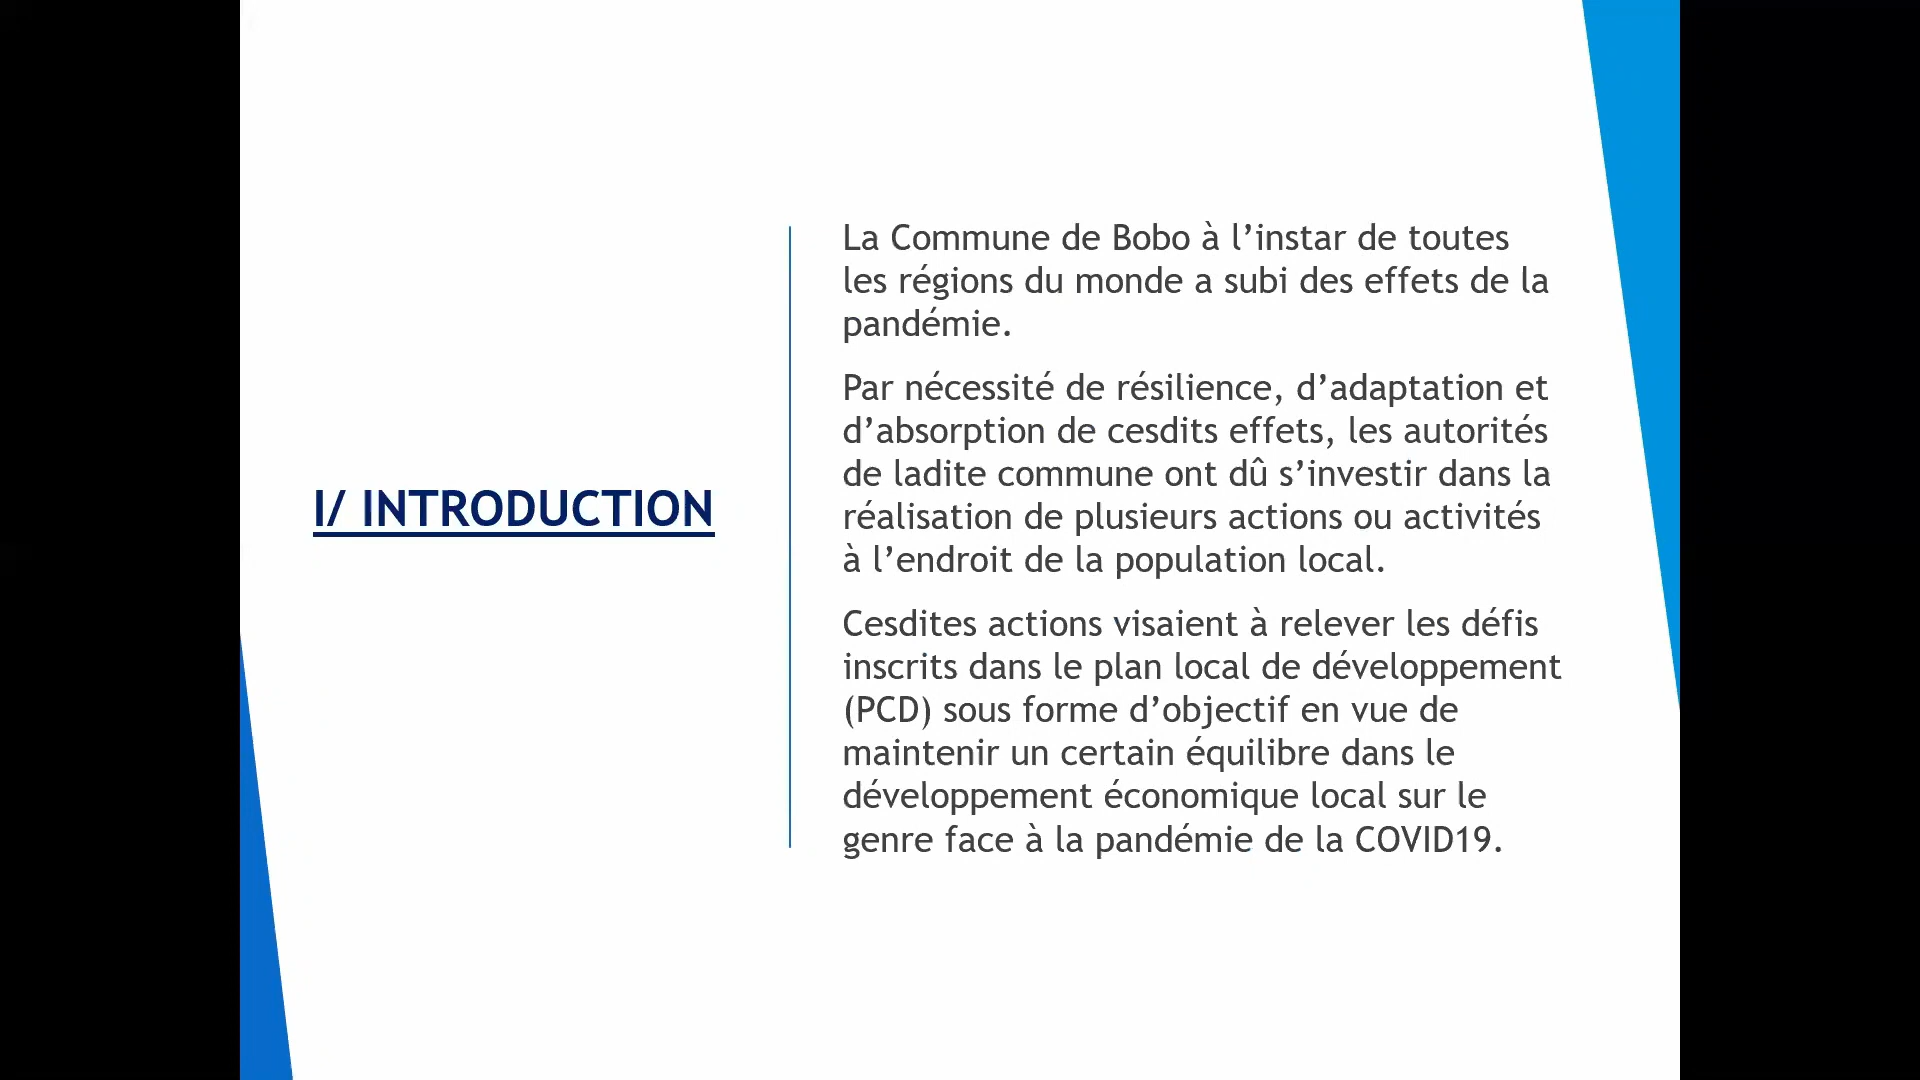 I/ INTRODUCTION
La Commune de Bobo à l’instar de toutes
les régions du monde a subi des effets de la
pandémie.
Par nécessité de résilience, d’adaptation et
d’absorption de cesdits effets, les autorités
de ladite commune ont dû s’investir dans la
réalisation de plusieurs actions ou activités
à l’endroit de la population local.
Cesdites actions visaient à relever les défis
inscrits dans le plan local de développement
(PCD) sous forme d’objectif en vue de
maintenir un certain équilibre dans le
développement économique local sur le
genre face à la pandémie de la COVID19.